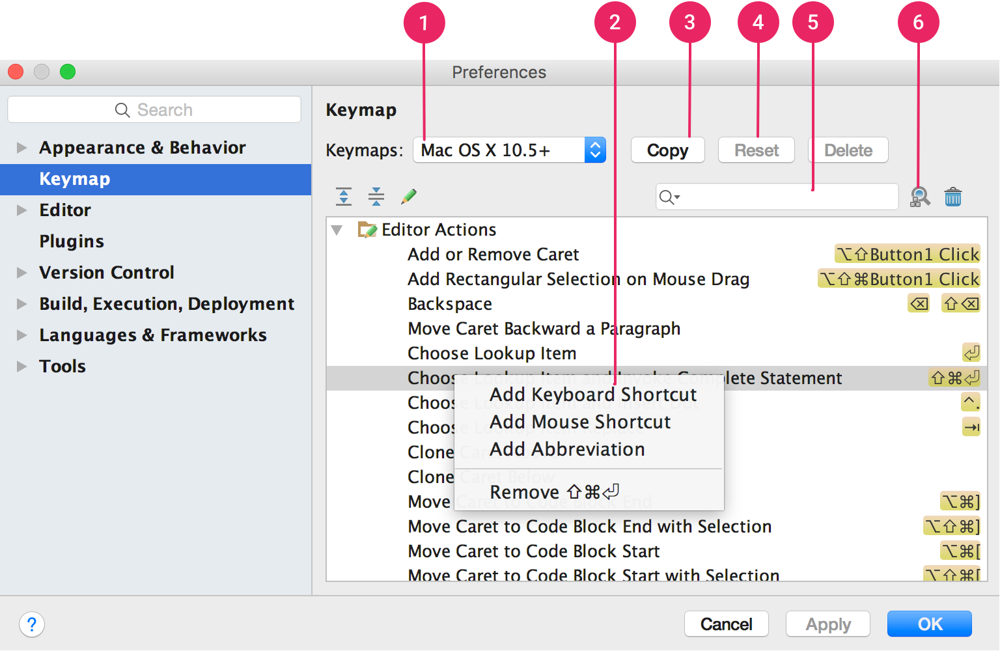 1 2 3 4 5 6
Preferences
Search
Appearance & Behavior
Keymap
Editor
Plugins
Version Control
Build, Execution, Deployment
Languages & Frameworks
Tools
Keymap
Keymaps: Mac OS X 10.5+ Copy Reset Delete
Editor Actions
Add or Remove Caret ⌥⇧Button1 Click
Add Rectangular Selection on Mouse Drag ⌥⇧⌘Button1 Click
Backspace ⌫ ⇧⌫
Move Caret Backward a Paragraph
Choose Lookup Item ⏎
Choose Lookup Item and Invoke Complete Statement ⇧⌘⏎
Choose Lookup Item and Insert Dot ^.
Choose Lookup Item Replace ⇥
Clone Caret
Clone Caret Below
Move Caret to Code Block End ⌥⌘]
Move Caret to Code Block End with Selection ⌥⇧⌘]
Move Caret to Code Block Start ⌥⌘[
Move Caret to Code Block Start with Selection ⌥⇧⌘[
Add Keyboard Shortcut
Add Mouse Shortcut
Add Abbreviation
Remove ⇧⌘⏎
? Cancel Apply OK